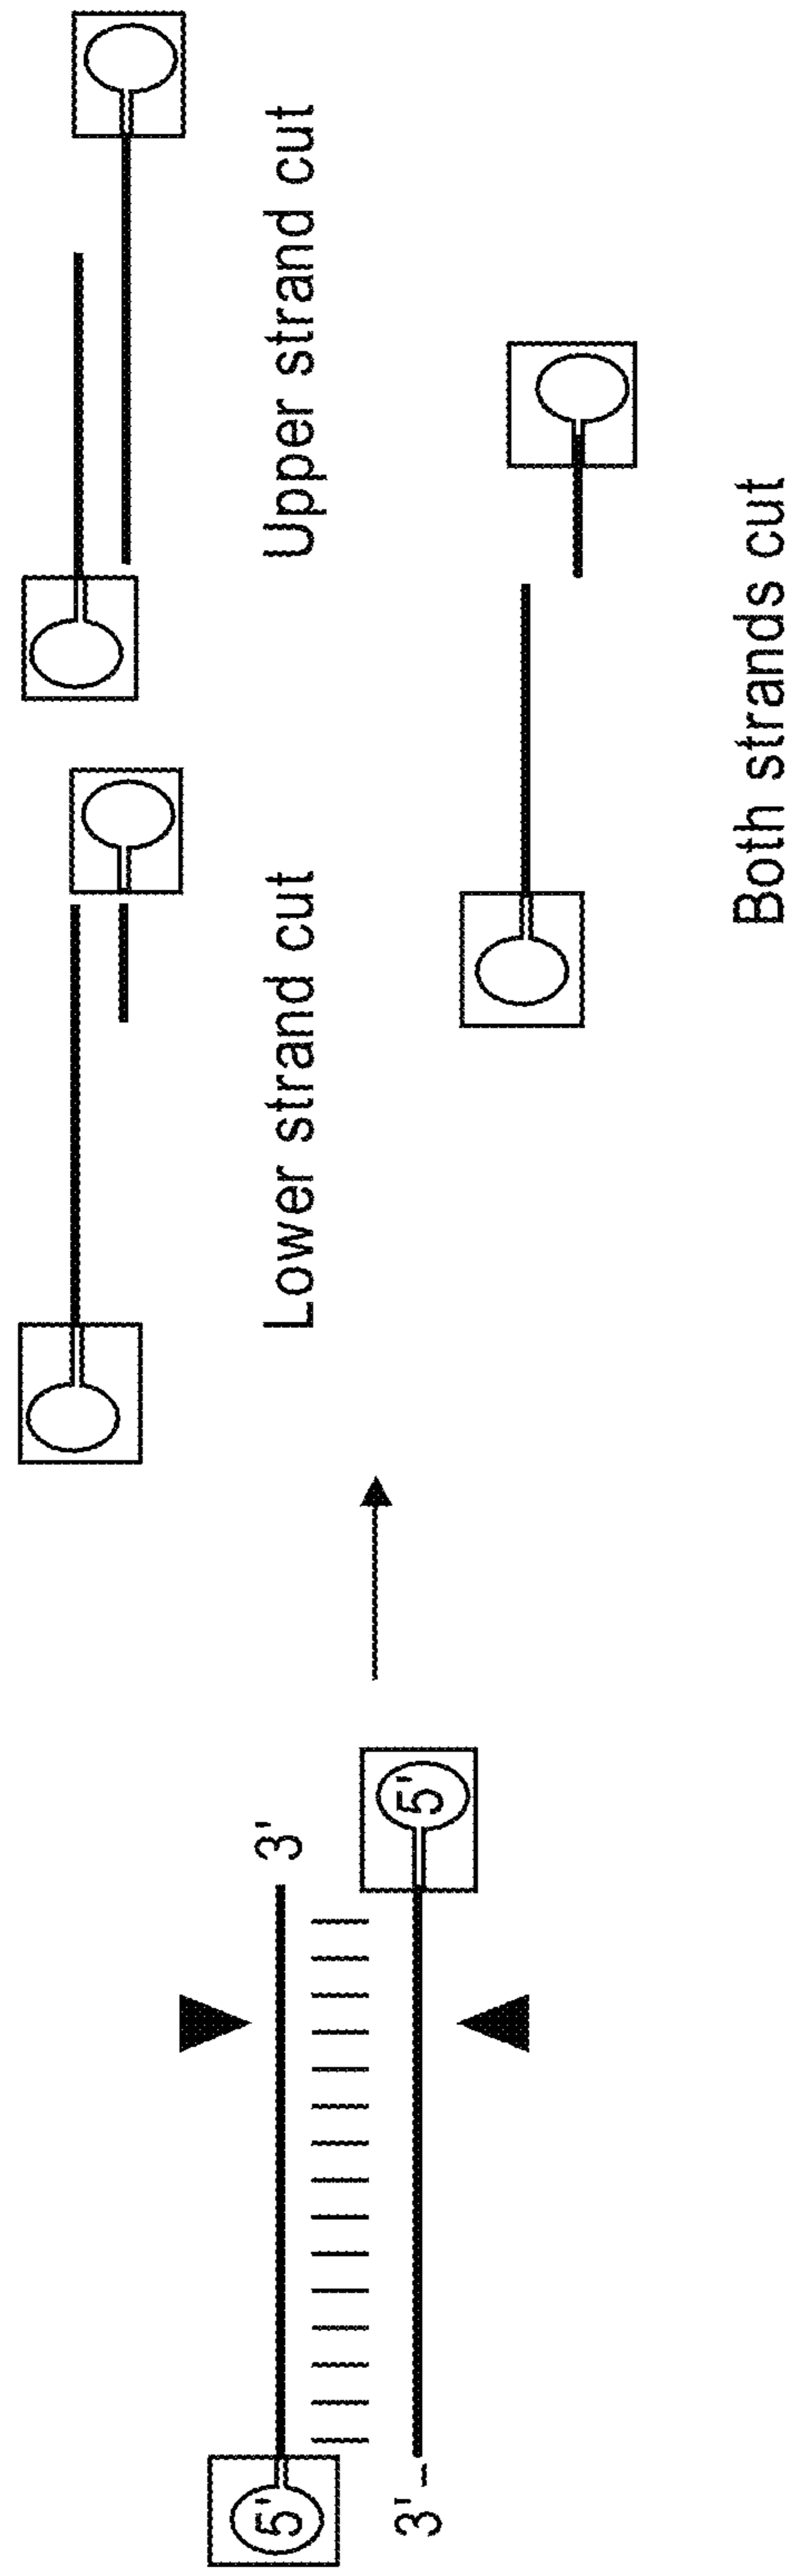 5'
3'
3'-
5'
Lower strand cut
Upper strand cut
Both strands cut